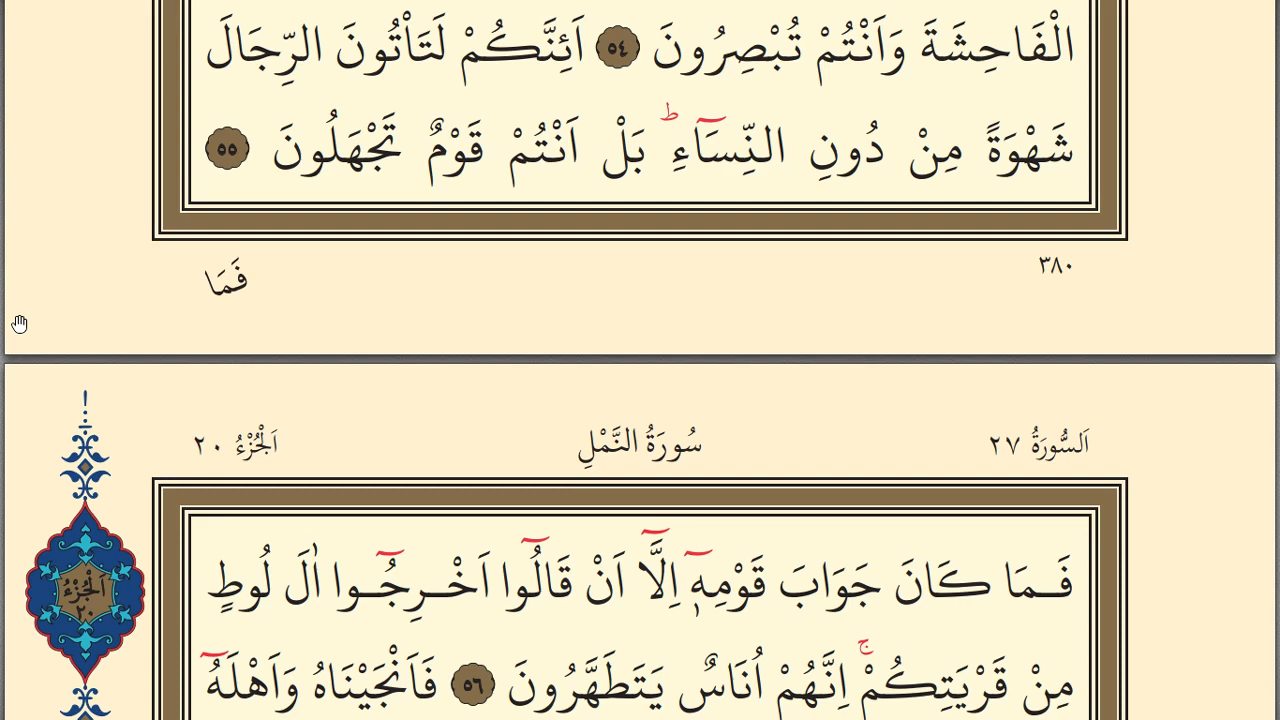 الْفَاحِشَةَ وَاَنْتُمْ تُبْصِرُونَ ٥٤ اَئِنَّكُمْ لَتَأْتُونَ الرِّجَالَ
شَهْوَةً مِنْ دُونِ النِّسَٓاءِۜ بَلْ اَنْتُمْ قَوْمٌ تَجْهَلُونَ ٥٥
٣٨٠
فَمَا
اَلسُّورَةُ ٢٧
سُورَةُ النَّمْلِ
اَلْجُزْءُ ٢٠
فَمَا كَانَ جَوَابَ قَوْمِه۪ٓ اِلَّٓا اَنْ قَالُٓوا اَخْرِجُٓوا اٰلَ لُوطٍ
مِنْ قَرْيَتِكُمْۚ اِنَّهُمْ اُنَاسٌ يَتَطَهَّرُونَ ٥٦ فَاَنْجَيْنَاهُ وَاَهْلَهُٓ
اَلْجُزْءُ
٢٠